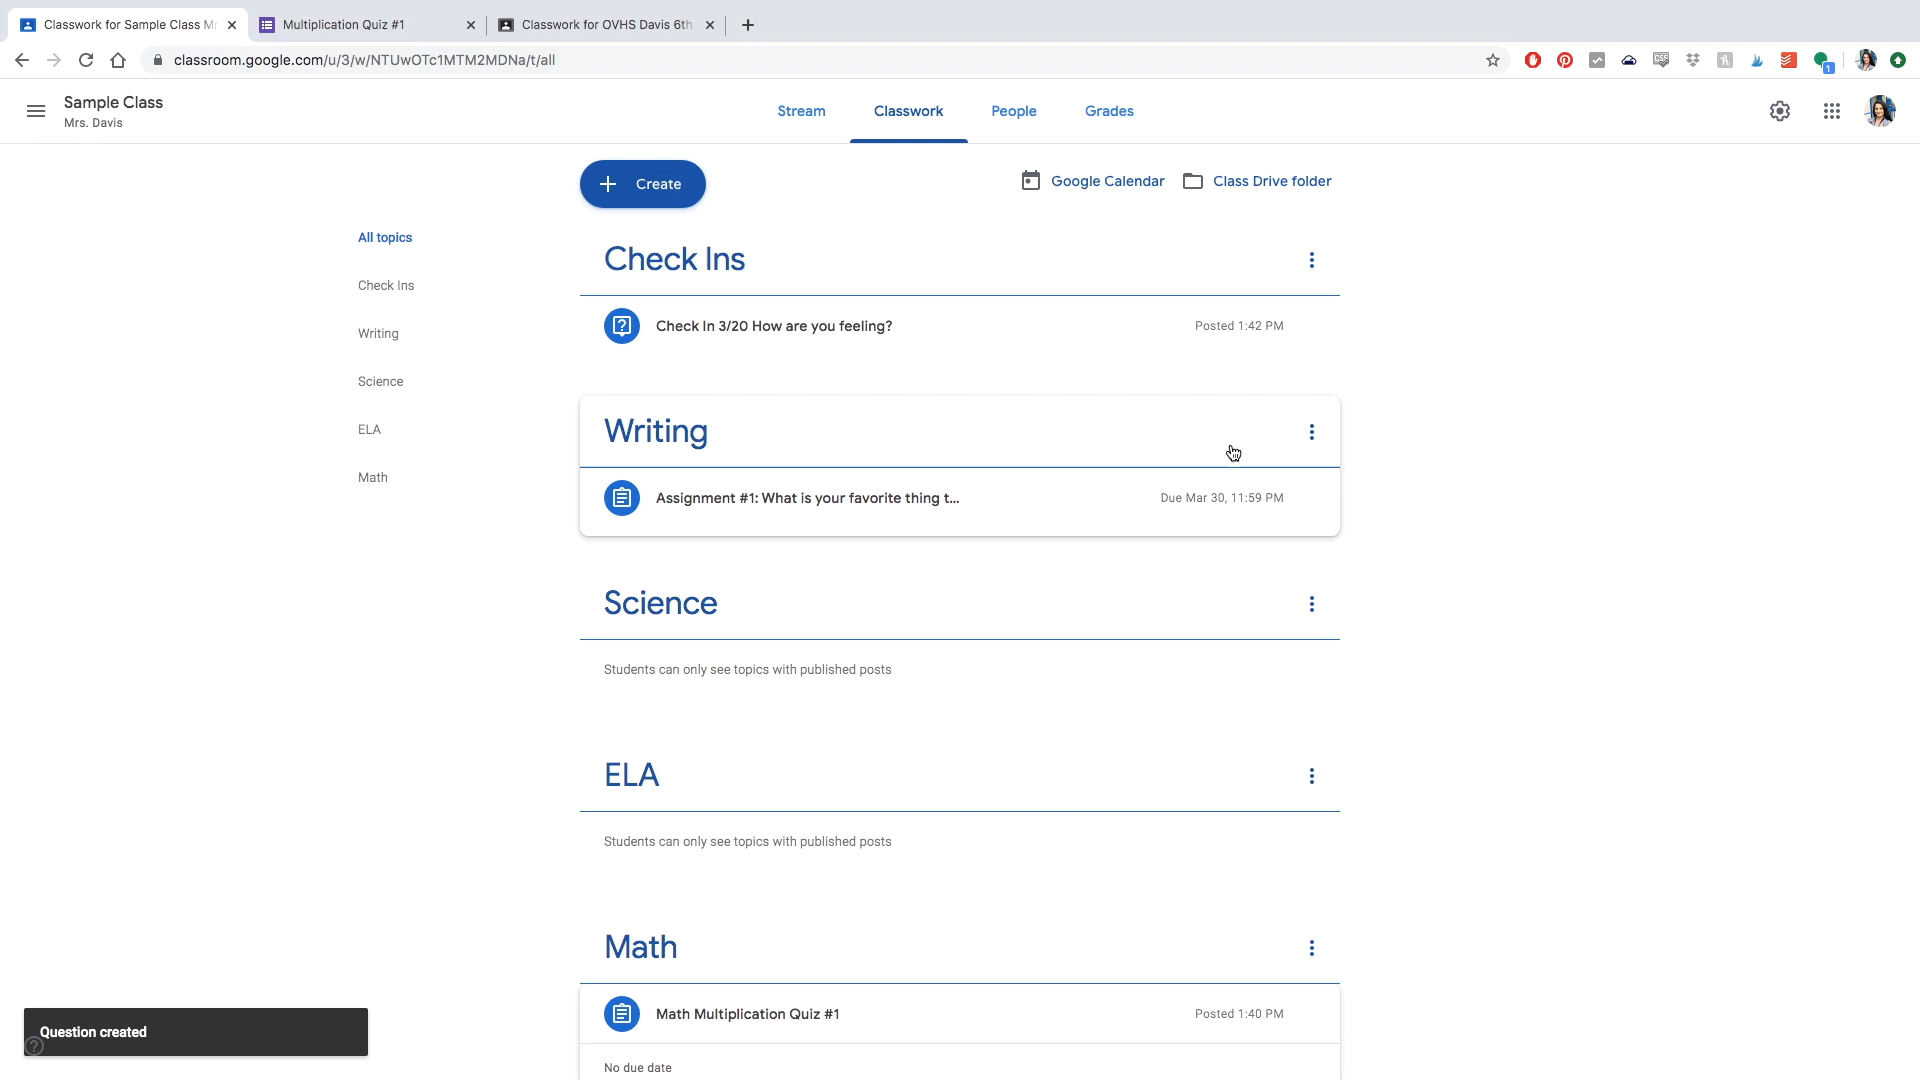 Classwork for Sample Class Mr
Multiplication Quiz #1
Classwork for OVHS Davis 6th
classroom.google.com/u/3/w/NTUwOTc1MTM2MDNa/t/all
CSS
1
Sample Class
Mrs. Davis
Stream
Classwork
People
Grades
Create
Google Calendar
Class Drive folder
All topics
Check Ins
Writing
Science
ELA
Math
Check Ins
Check In 3/20 How are you feeling?
Posted 1:42 PM
Writing
Assignment #1: What is your favorite thing t...
Due Mar 30, 11:59 PM
Science
Students can only see topics with published posts
ELA
Students can only see topics with published posts
Math
Math Multiplication Quiz #1
Posted 1:40 PM
No due date
Question created